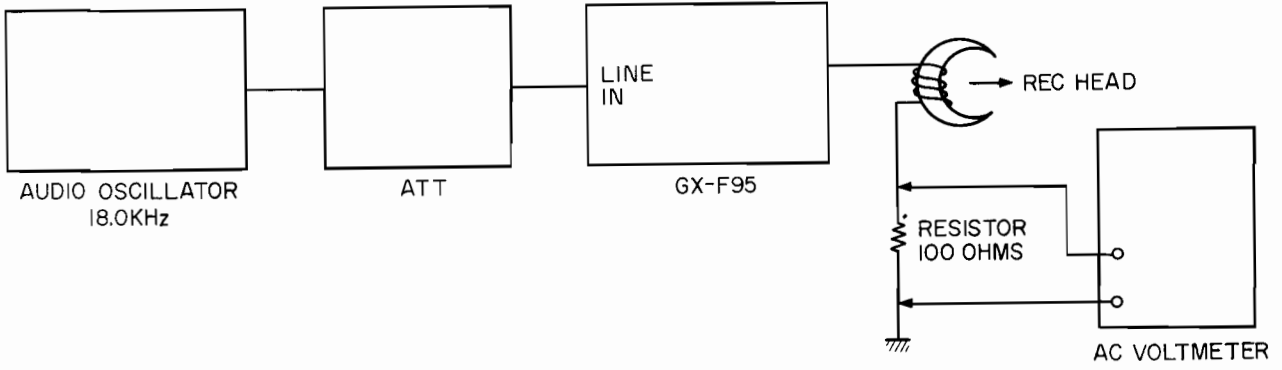 LINE
IN
REC HEAD
AUDIO OSCILLATOR
18.0KHz
ATT
GX-F95
RESISTOR
100 OHMS
AC VOLTMETER